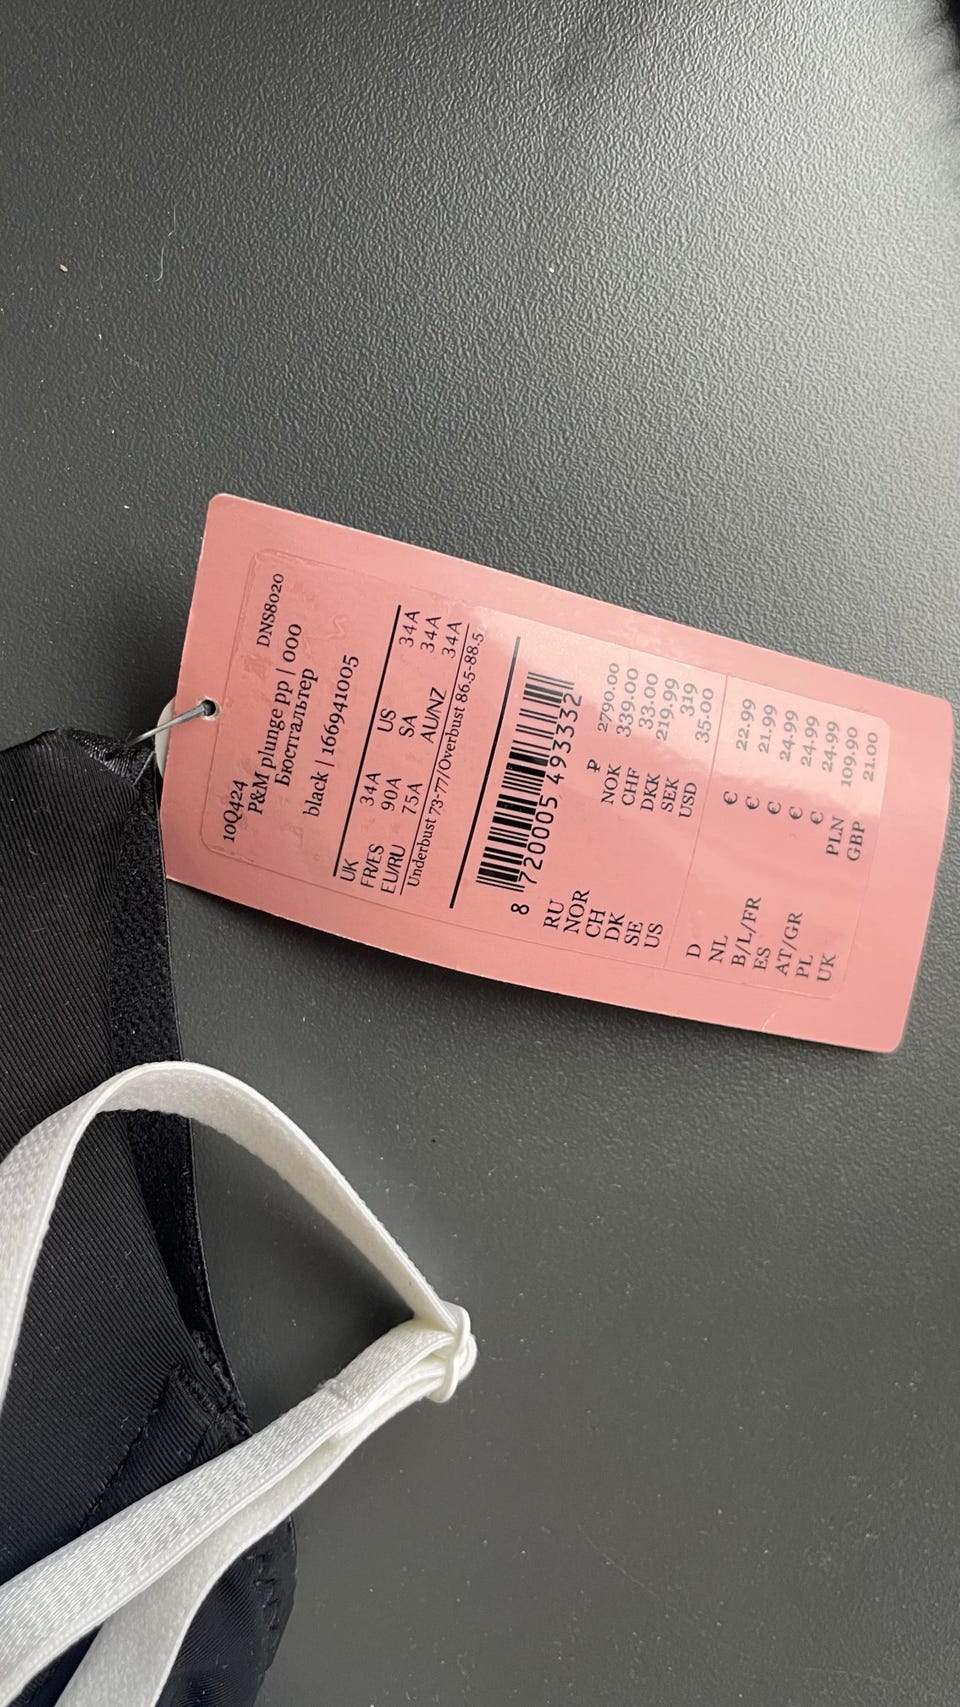 10Q424 DNS8020
P&M plunge pp | 000
Бюстгальтер
black | 166941005
UK 34A US 34A
FR/ES 90A SA 34A
EU/RU 75A AU/NZ 34A
Underbust 73-77/Overbust 86.5-88.5
8 720005 493332
RU ₽ 2790.00
NOR NOK 339.00
CH CHF 33.00
DK DKK 219.99
SE SEK 319
US USD 35.00
D € 22.99
NL € 21.99
B/L/FR € 24.99
ES € 24.99
AT/GR € 24.99
PL PLN 109.90
UK GBP 21.00